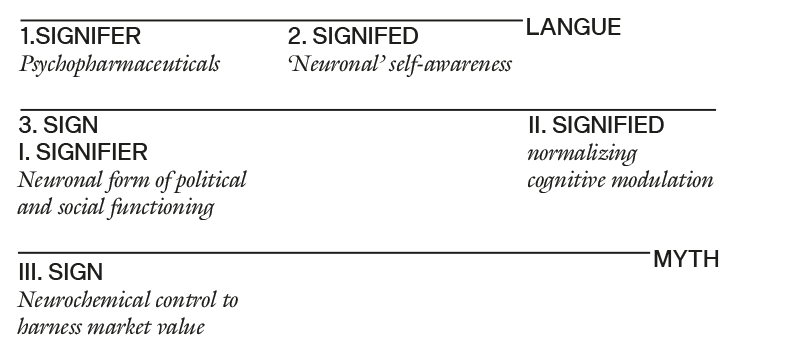 1.SIGNIFER 2. SIGNIFED LANGUE
Psychopharmaceuticals ‘Neuronal’ self-awareness
3. SIGN II. SIGNIFIED
I. SIGNIFIER normalizing
Neuronal form of political cognitive modulation
and social functioning
MYTH
III. SIGN
Neurochemical control to
harness market value